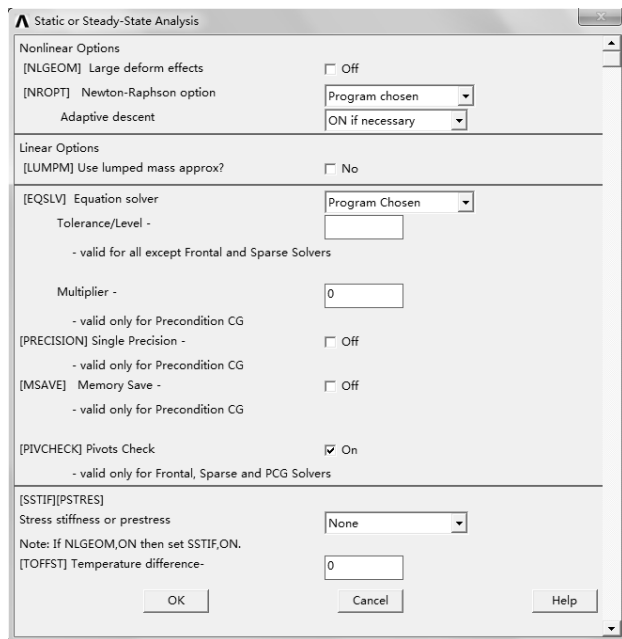 Static or Steady-State Analysis
Nonlinear Options
[NLGEOM] Large deform effects Off
[NROPT] Newton-Raphson option Program chosen
Adaptive descent ON if necessary
Linear Options
[LUMPM] Use lumped mass approx? No
[EQSLV] Equation solver Program Chosen
Tolerance/Level -
- valid for all except Frontal and Sparse Solvers
Multiplier - 0
- valid only for Precondition CG
[PRECISION] Single Precision - Off
- valid only for Precondition CG
[MSAVE] Memory Save - Off
- valid only for Precondition CG
[PIVCHECK] Pivots Check On
- valid only for Frontal, Sparse and PCG Solvers
[SSTIF][PSTRES]
Stress stiffness or prestress None
Note: If NLGEOM,ON then set SSTIF,ON.
[TOFFST] Temperature difference- 0
OK Cancel Help